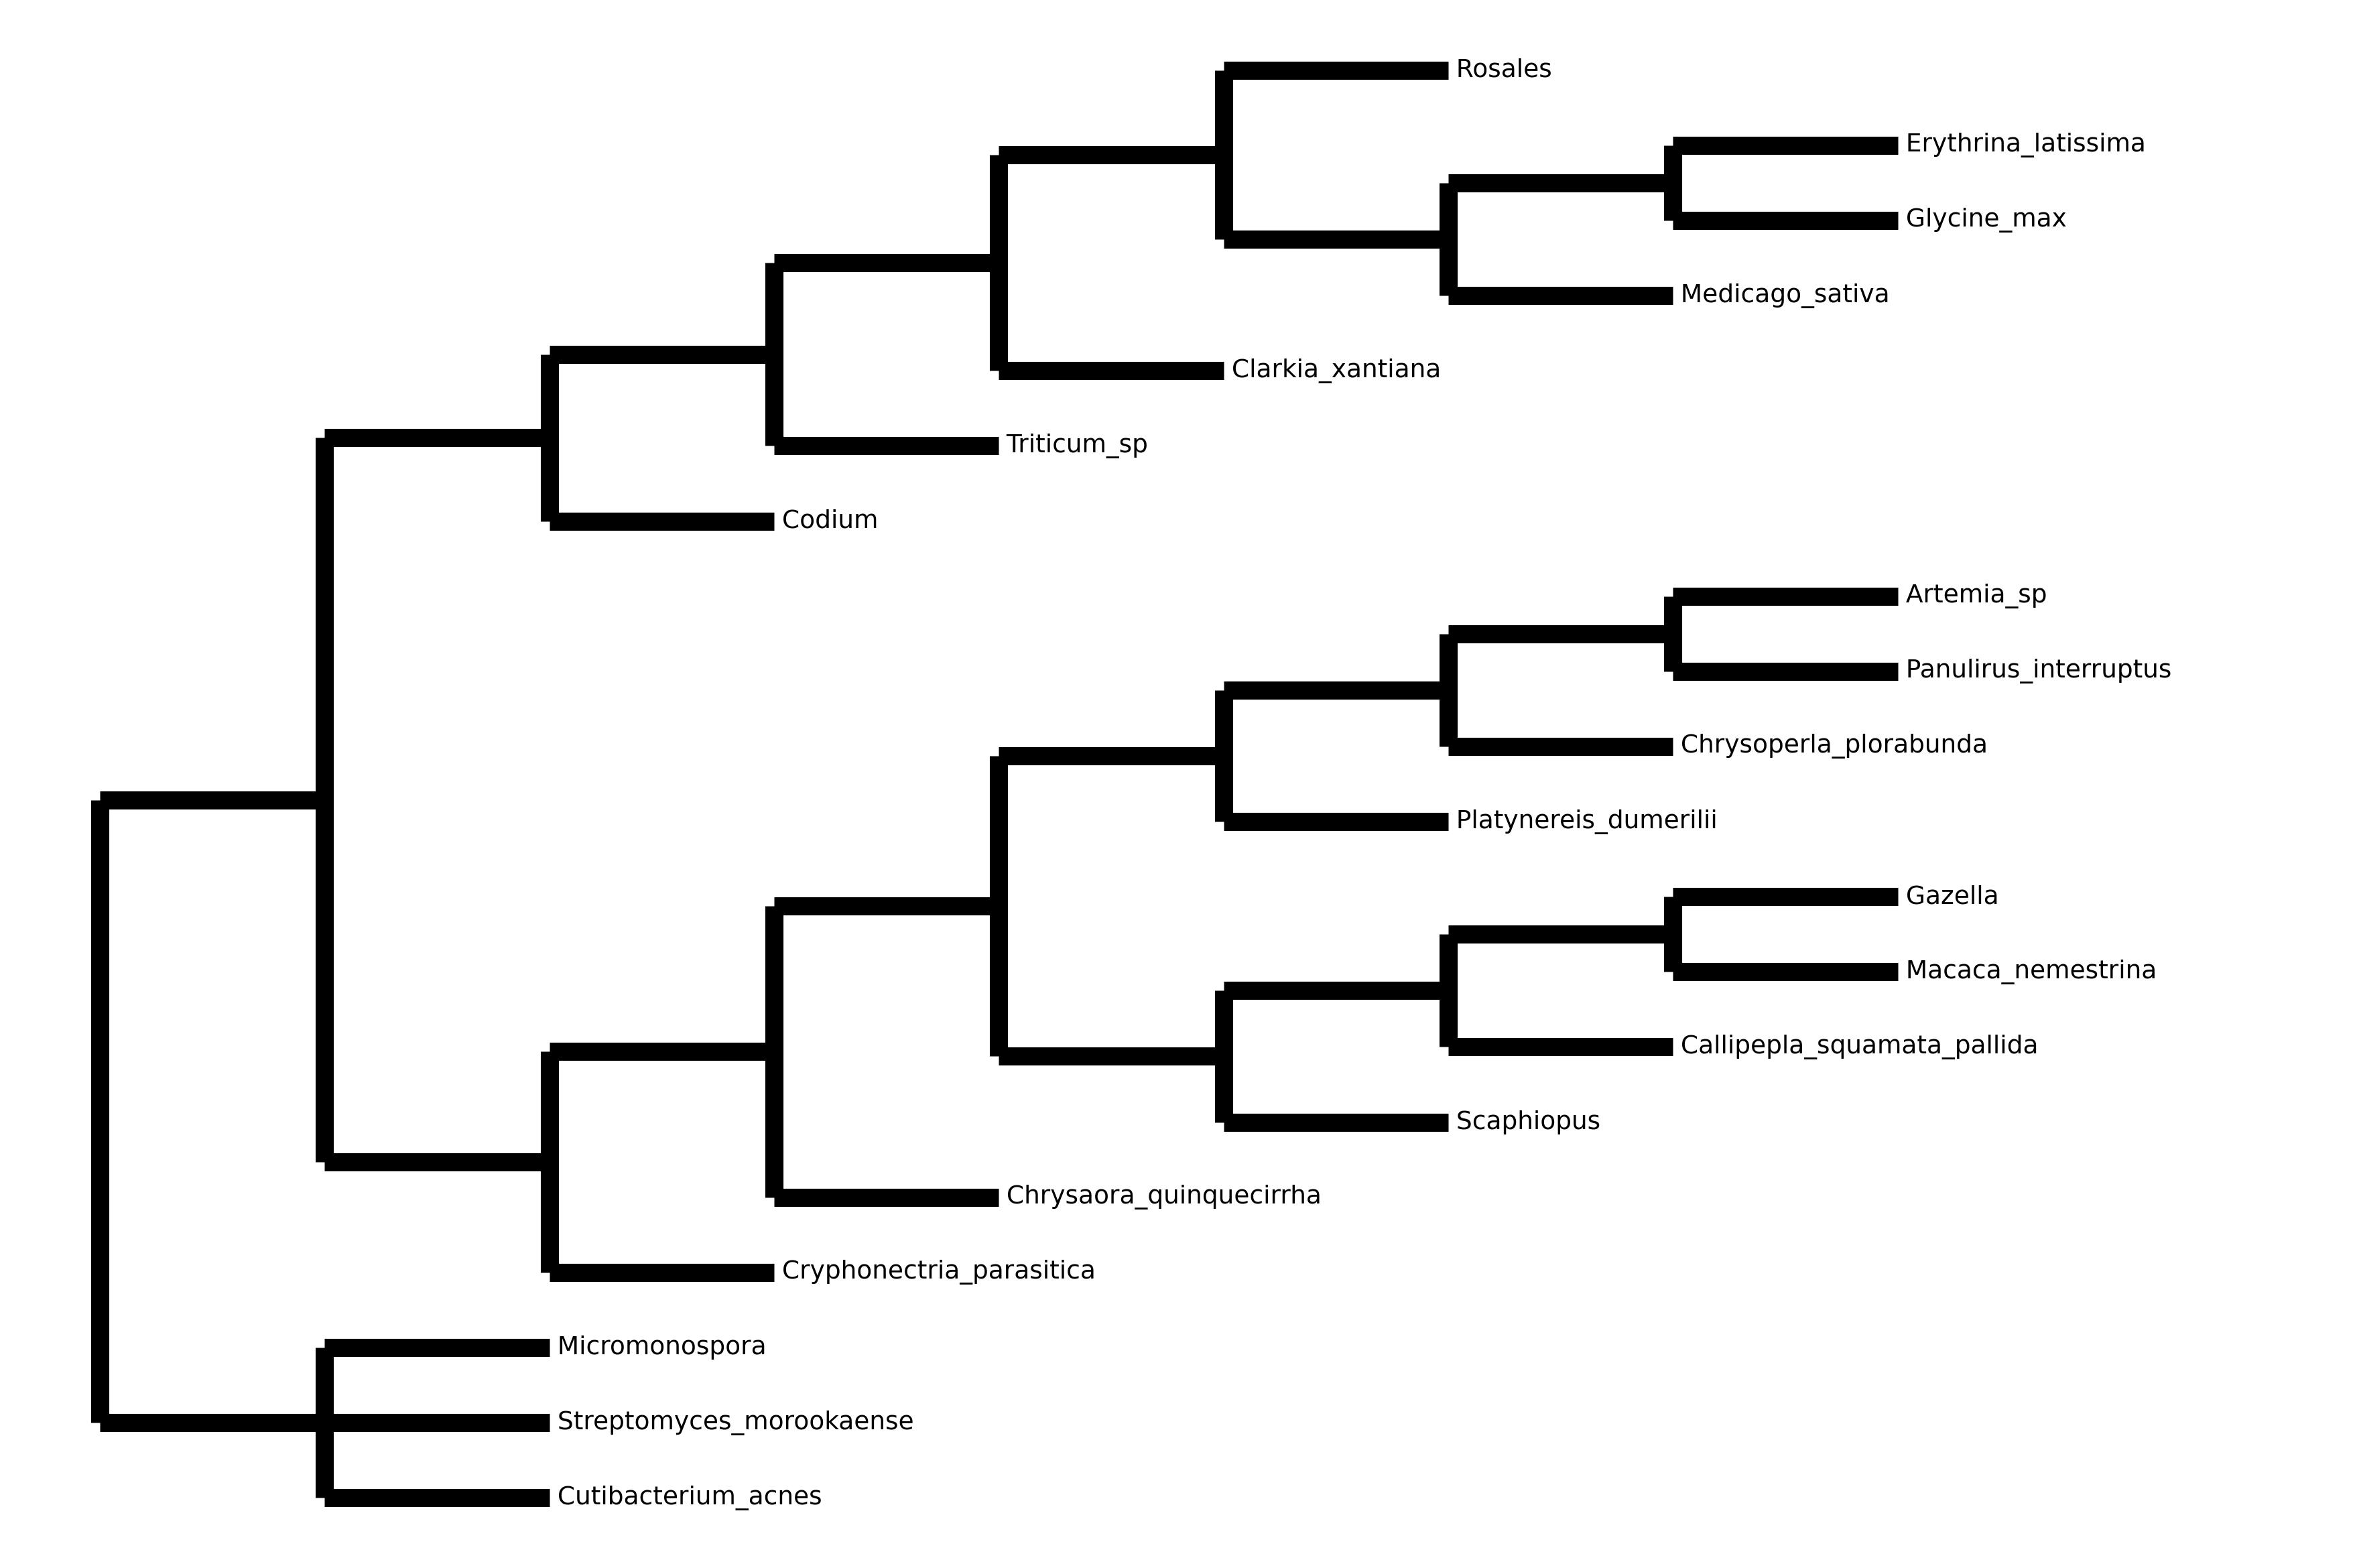 Rosales
Erythrina_latissima
Glycine_max
Medicago_sativa
Clarkia_xantiana
Triticum_sp
Codium
Artemia_sp
Panulirus_interruptus
Chrysoperla_plorabunda
Platynereis_dumerilii
Gazella
Macaca_nemestrina
Callipepla_squamata_pallida
Scaphiopus
Chrysaora_quinquecirrha
Cryphonectria_parasitica
Micromonospora
Streptomyces_morookaense
Cutibacterium_acnes